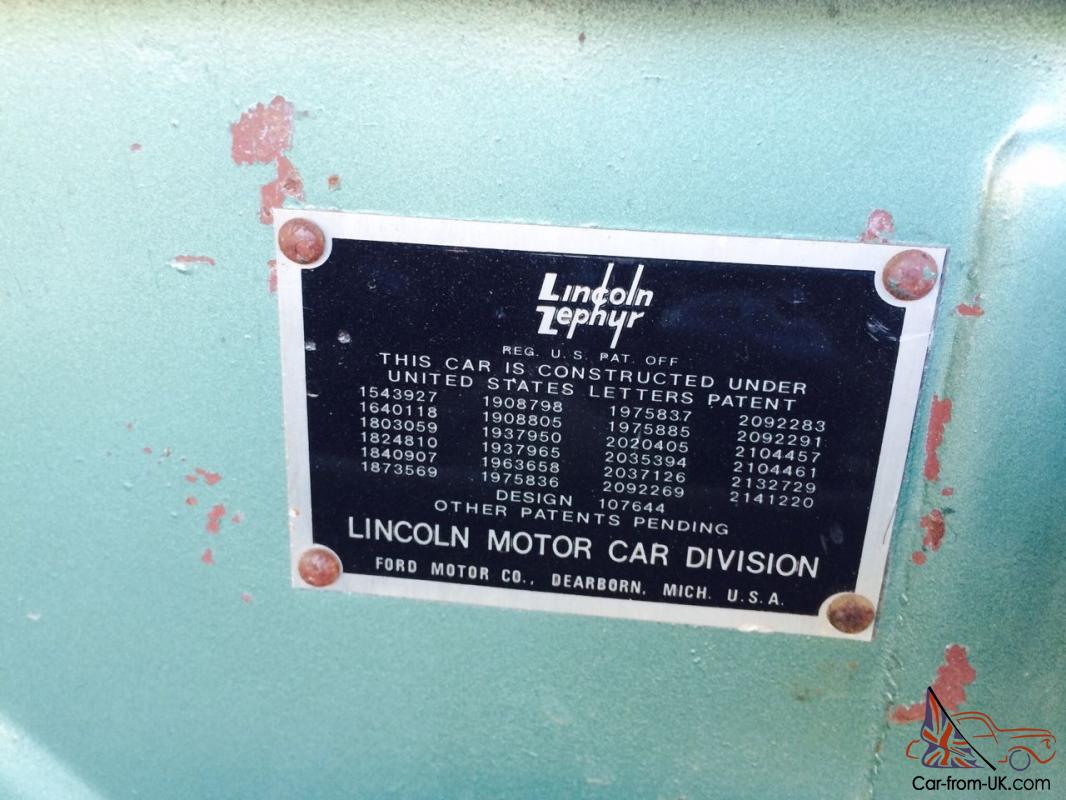 Lincoln
Zephyr
REG. U. S. PAT. OFF
THIS CAR IS CONSTRUCTED UNDER
UNITED STATES LETTERS PATENT
1543927 1908798 1975837 2092283
1640118 1908805 1975885 2092291
1803059 1937950 2020405 2104457
1824810 1937965 2035394 2104461
1840907 1963658 2037126 2132729
1873569 1975836 2092269 2141220
DESIGN 107644
OTHER PATENTS PENDING
LINCOLN MOTOR CAR DIVISION
FORD MOTOR CO., DEARBORN, MICH. U.S.A.
Car-from-UK.com